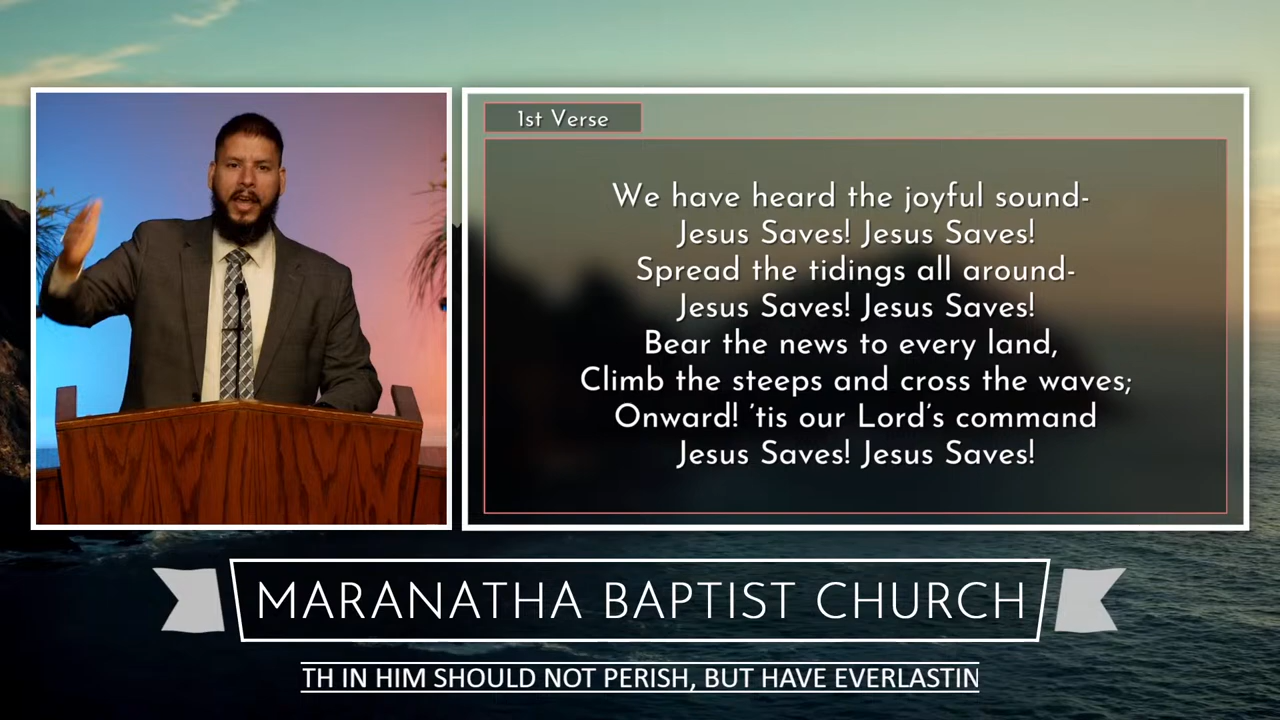 1st Verse
We have heard the joyful sound-
Jesus Saves! Jesus Saves!
Spread the tidings all around-
Jesus Saves! Jesus Saves!
Bear the news to every land,
Climb the steeps and cross the waves;
Onward! 'tis our Lord's command
Jesus Saves! Jesus Saves!
MARANATHA BAPTIST CHURCH
TH IN HIM SHOULD NOT PERISH, BUT HAVE EVERLASTIN